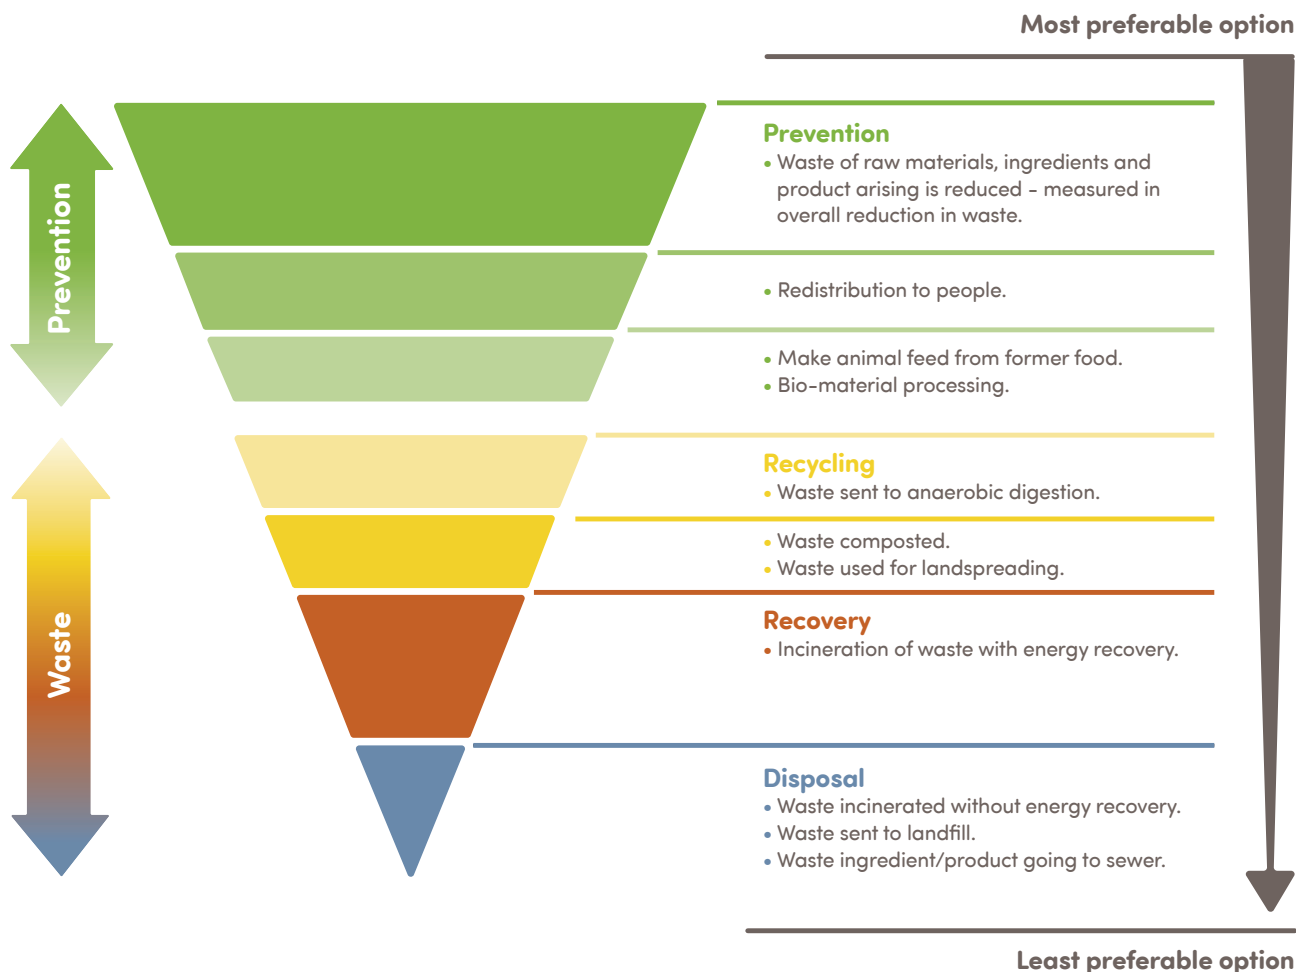 Most preferable option
Prevention
Prevention
• Waste of raw materials, ingredients and
product arising is reduced - measured in
overall reduction in waste.
• Redistribution to people.
• Make animal feed from former food.
• Bio-material processing.
Waste
Recycling
• Waste sent to anaerobic digestion.
• Waste composted.
• Waste used for landspreading.
Recovery
• Incineration of waste with energy recovery.
Disposal
• Waste incinerated without energy recovery.
• Waste sent to landfill.
• Waste ingredient/product going to sewer.
Least preferable option